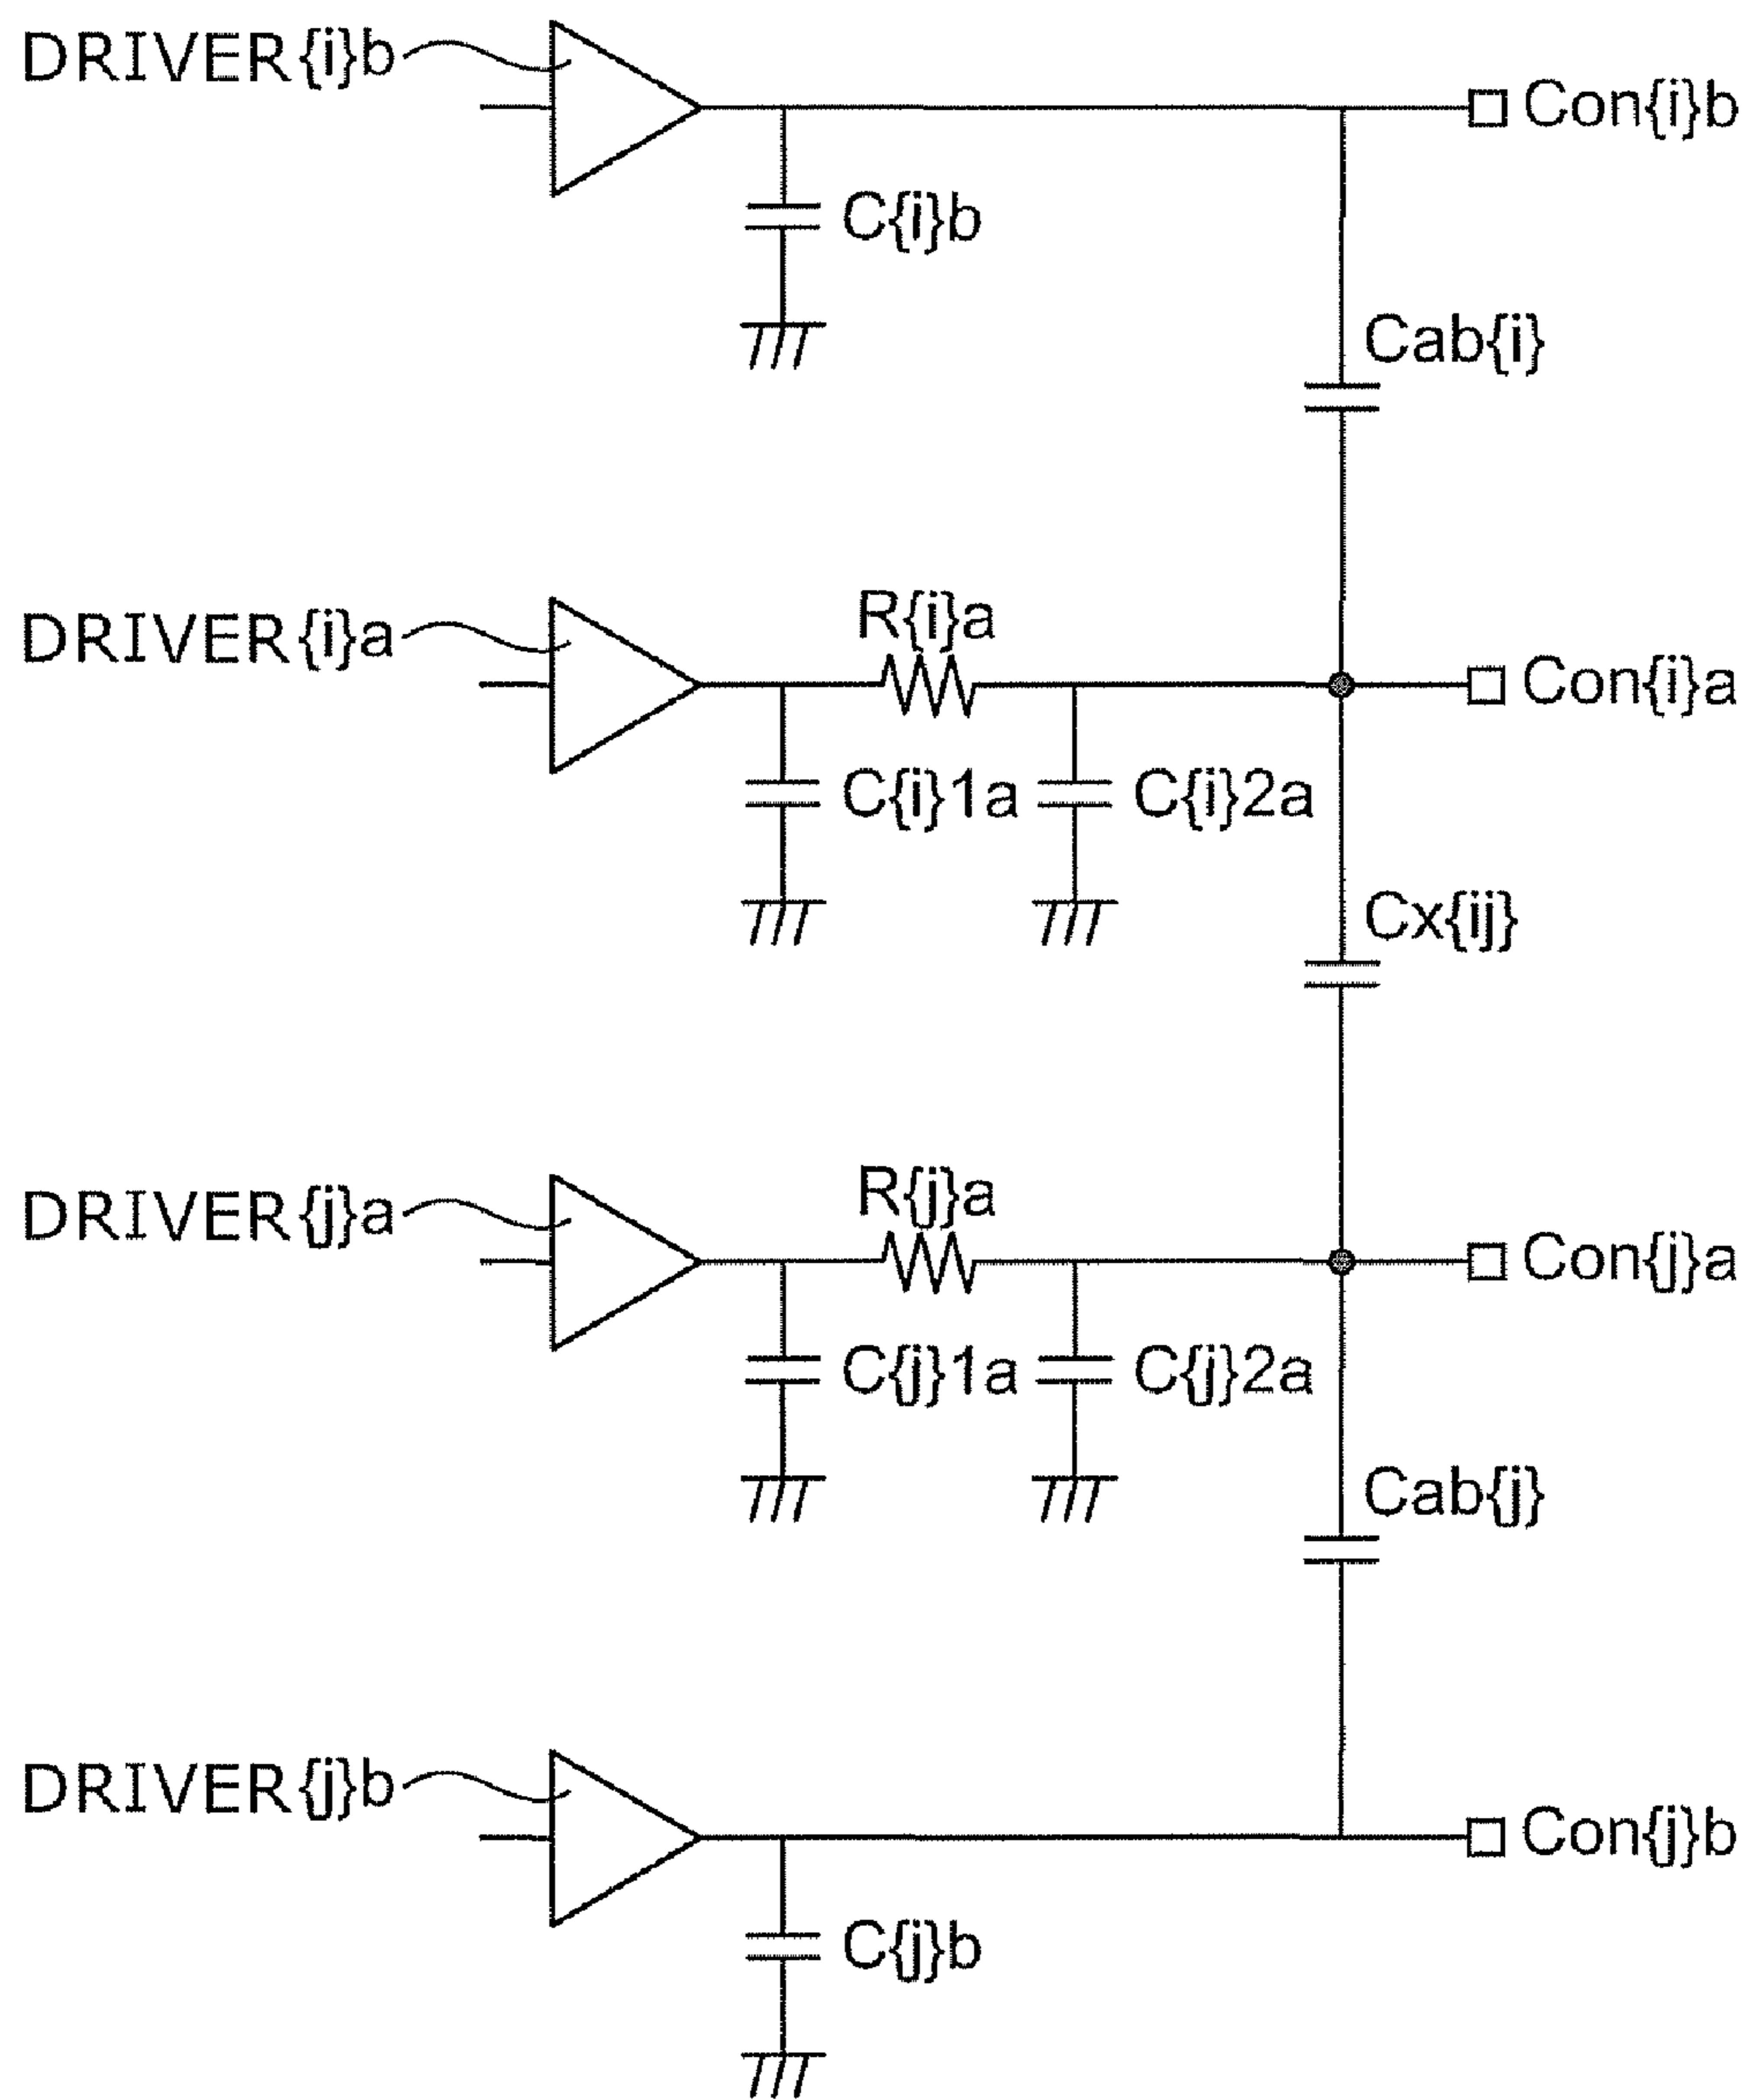 DRIVER{i}b
Con{i}b
C{i}b
Cab{i}
DRIVER{i}a
R{i}a
Con{i}a
C{i}1a
C{i}2a
Cx{ij}
DRIVER{j}a
R{j}a
Con{j}a
C{j}1a
C{j}2a
Cab{j}
DRIVER{j}b
Con{j}b
C{j}b